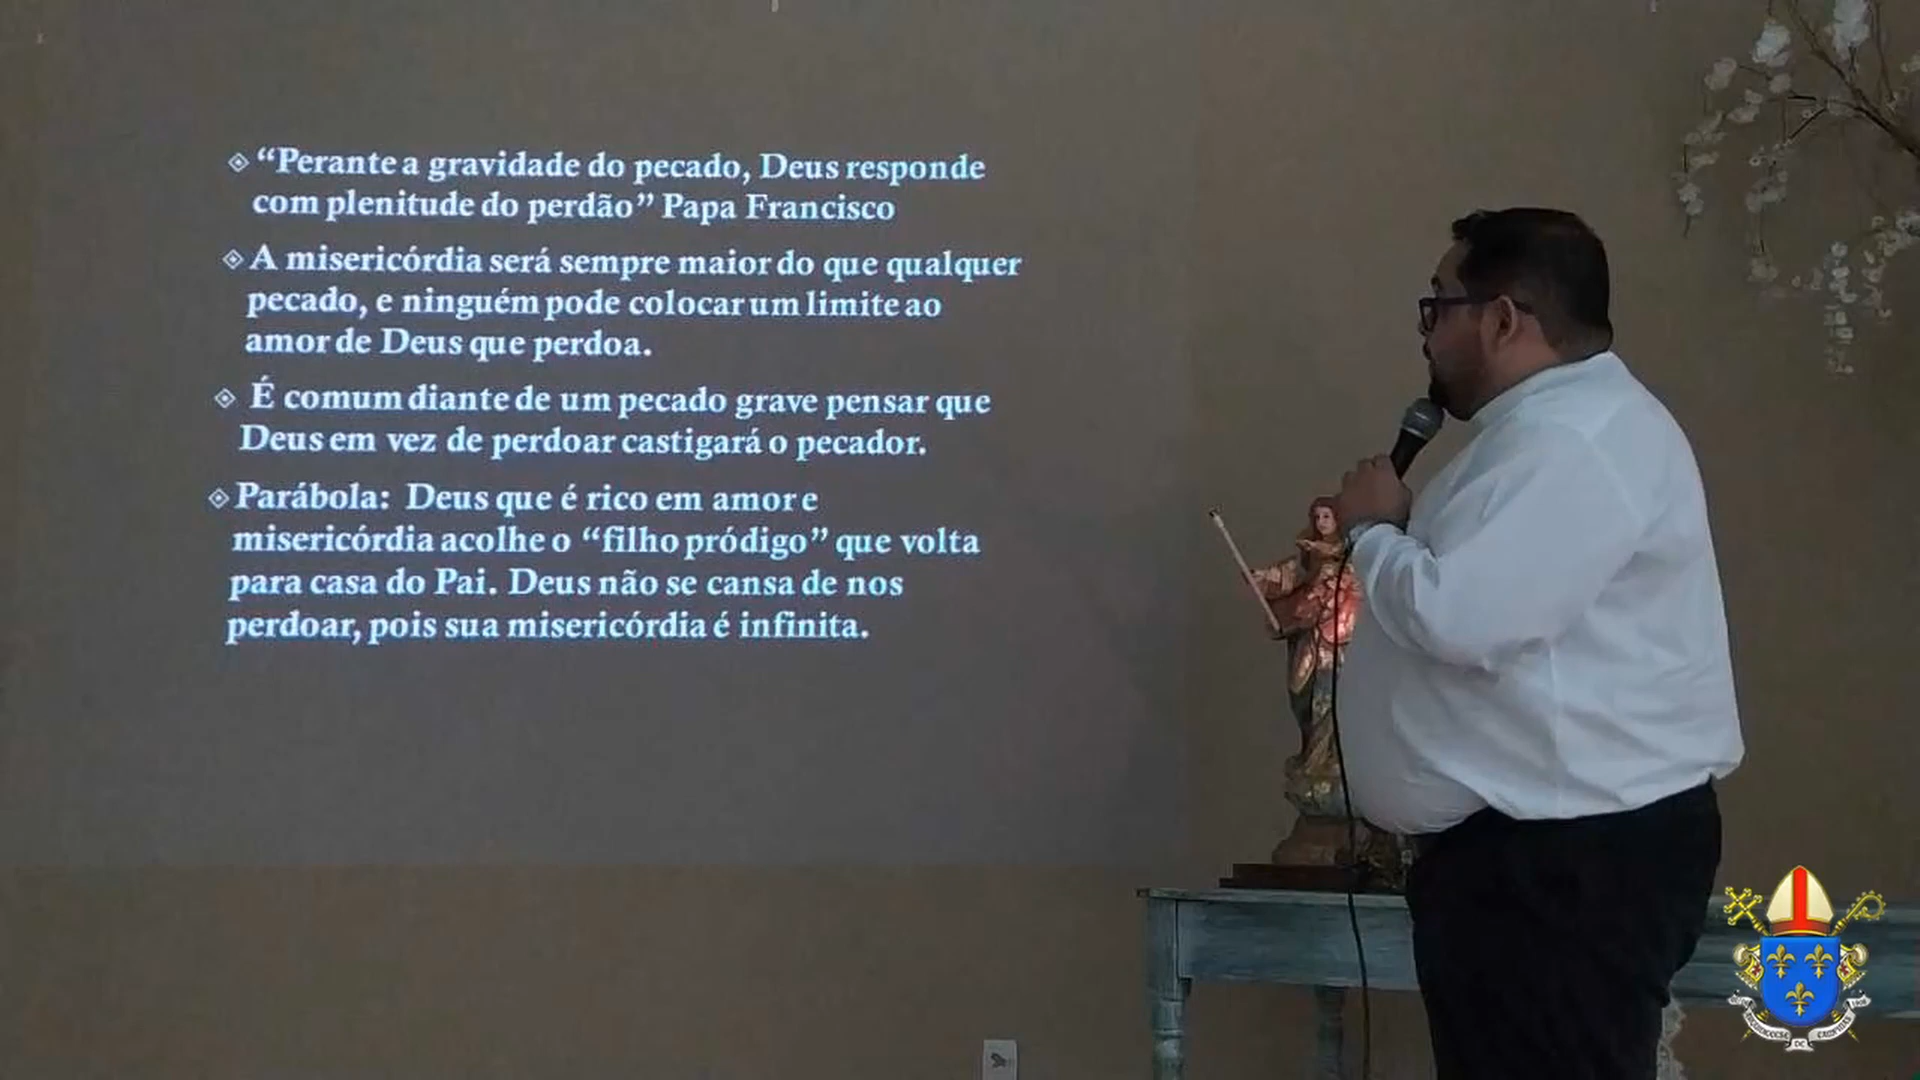 “Perante a gravidade do pecado, Deus responde
com plenitude do perdão” Papa Francisco
A misericórdia será sempre maior do que qualquer
pecado, e ninguém pode colocar um limite ao
amor de Deus que perdoa.
É comum diante de um pecado grave pensar que
Deus em vez de perdoar castigará o pecador.
Parábola: Deus que é rico em amor e
misericórdia acolhe o “filho pródigo” que volta
para casa do Pai. Deus não se cansa de nos
perdoar, pois sua misericórdia é infinita.